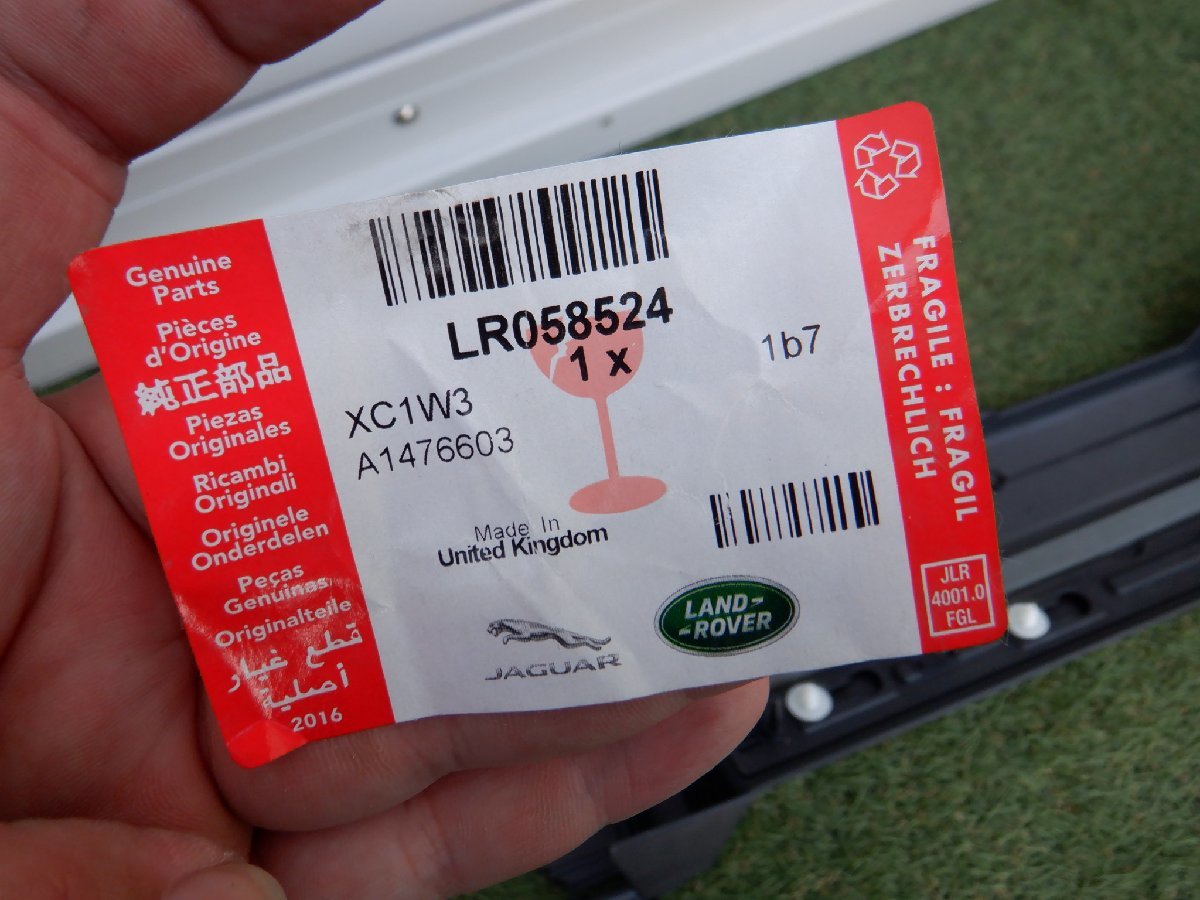 Genuine
Parts
Pièces
d'Origine
純正部品
Piezas
Originales
Ricambi
Originali
Originele
Onderdelen
Peças
Genuinas
Originalteile
قطع غيار
أصلية
2016
LR058524
1 x
1b7
XC1W3
A1476603
Made In
United Kingdom
JAGUAR
LAND-
-ROVER
FRAGILE : FRAGIL
ZERBRECHLICH
JLR
4001.0
FGL